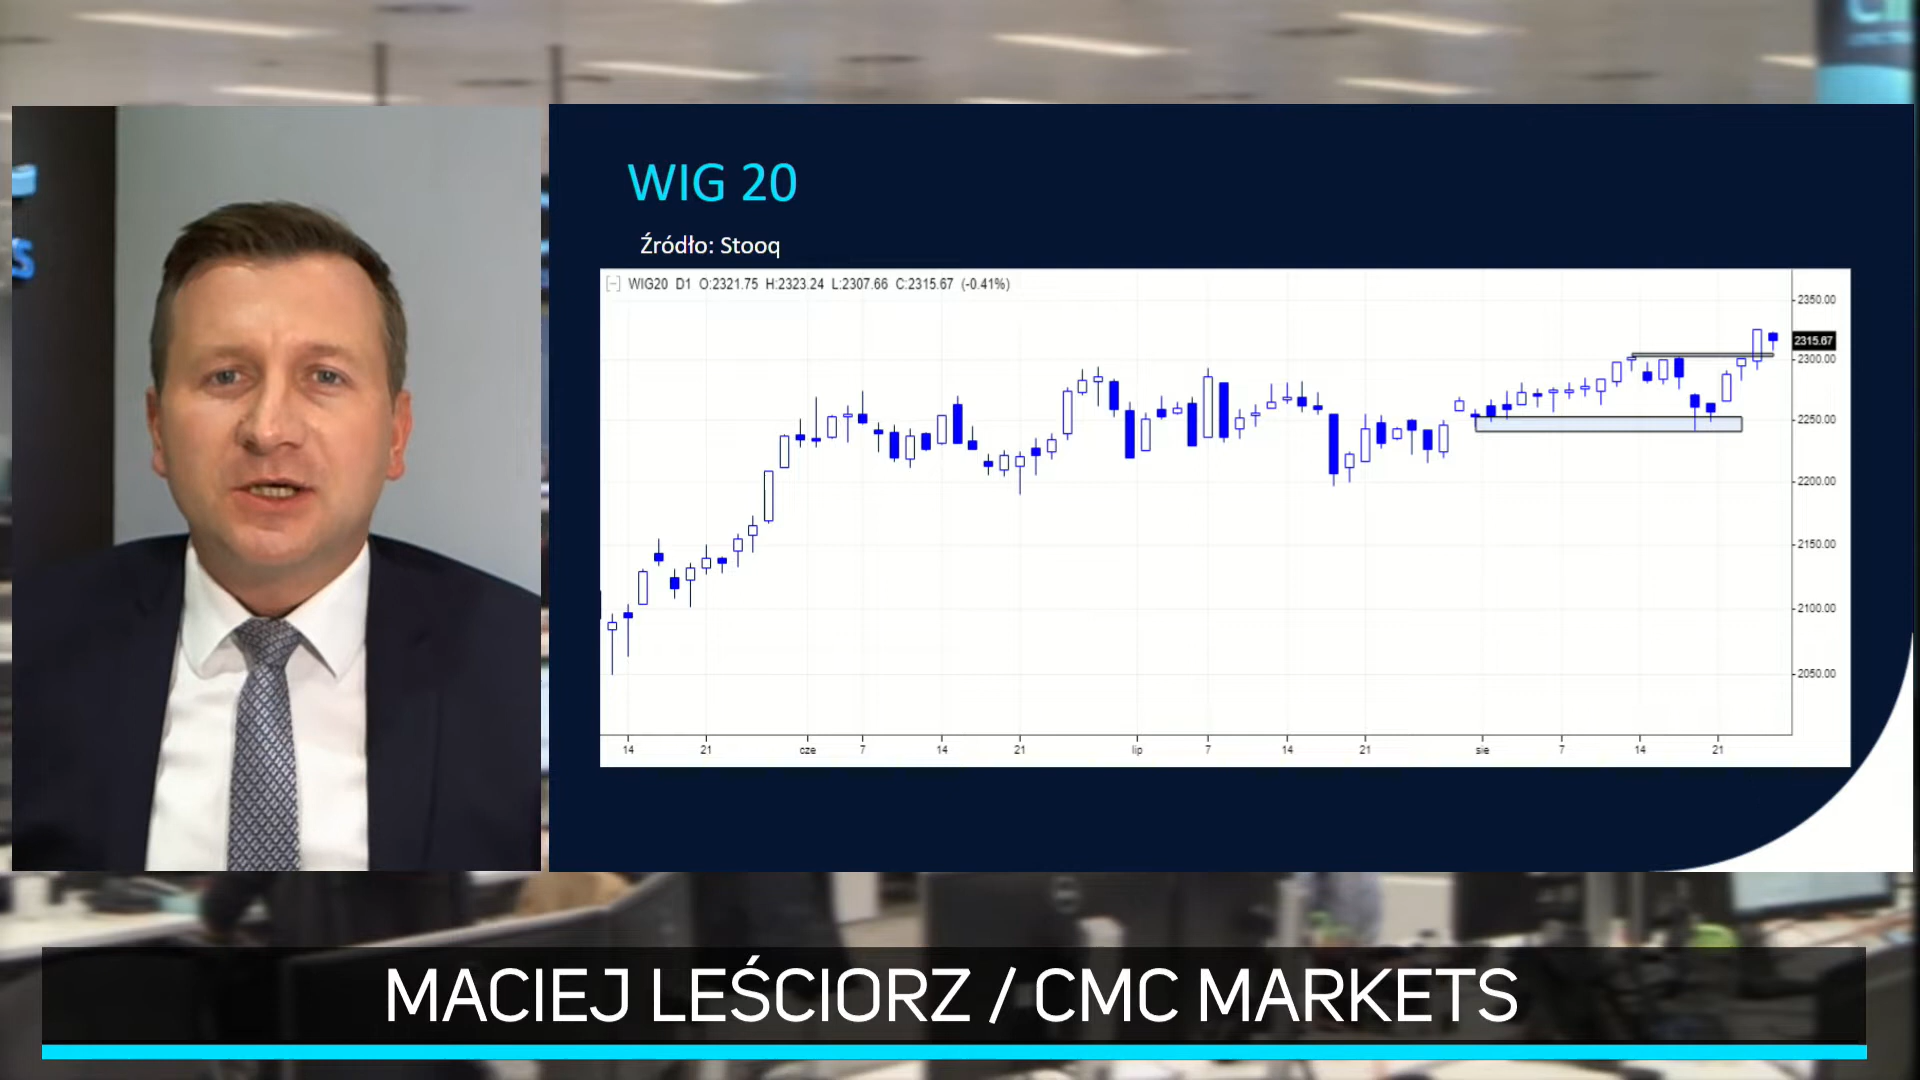 WIG 20
Źródło: Stooq
[-] WIG20 D1 O:2321.75 H:2323.24 L:2307.66 C:2315.67 (-0.41%)
2350.00
2315.67
2300.00
2250.00
2200.00
2150.00
2100.00
2050.00
14 21 cze 7 14 21 lip 7 14 21 sie 7 14 21
MACIEJ LEŚCIORZ / CMC MARKETS